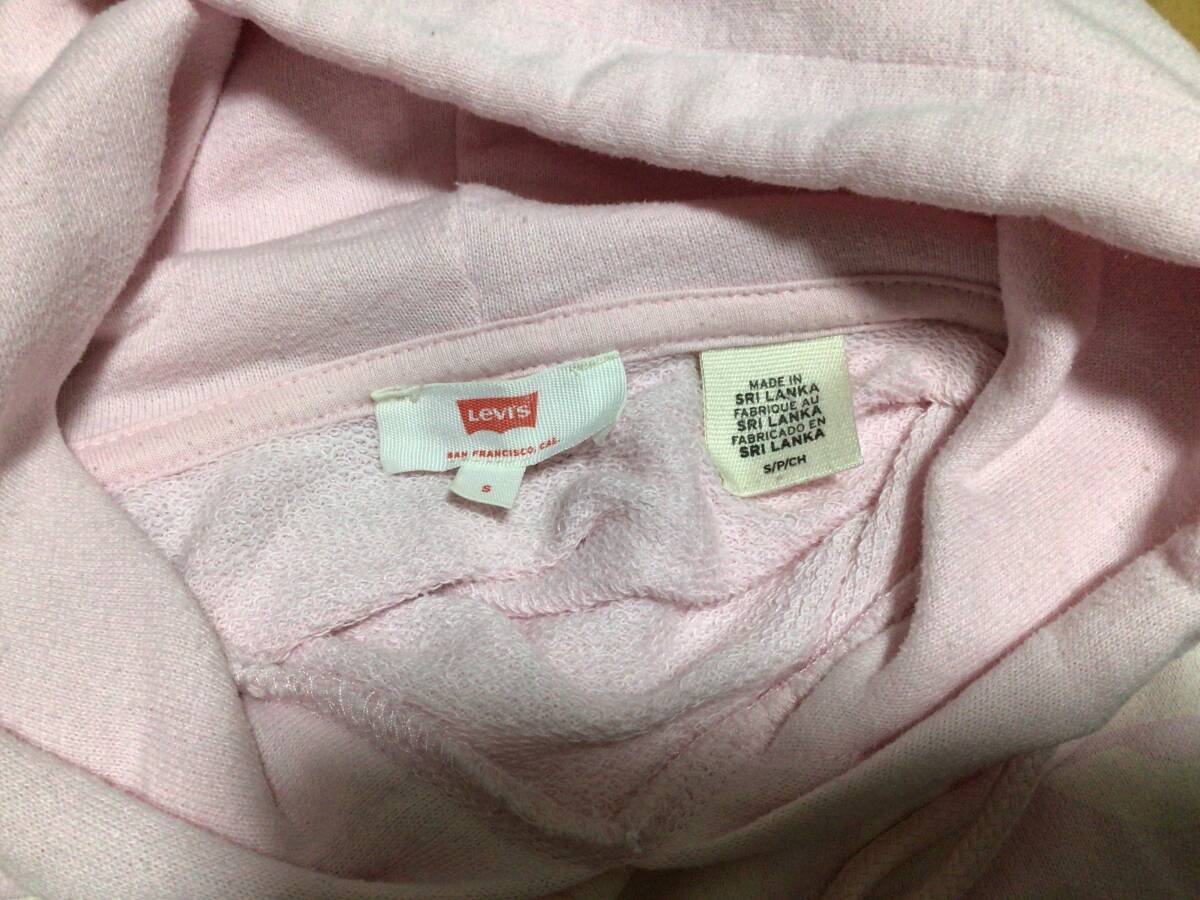 Levi's
SAN FRANCISCO, CAL.
S
MADE IN
SRI LANKA
FABRIQUE AU
SRI LANKA
FABRICADO EN
SRI LANKA
S/P/CH